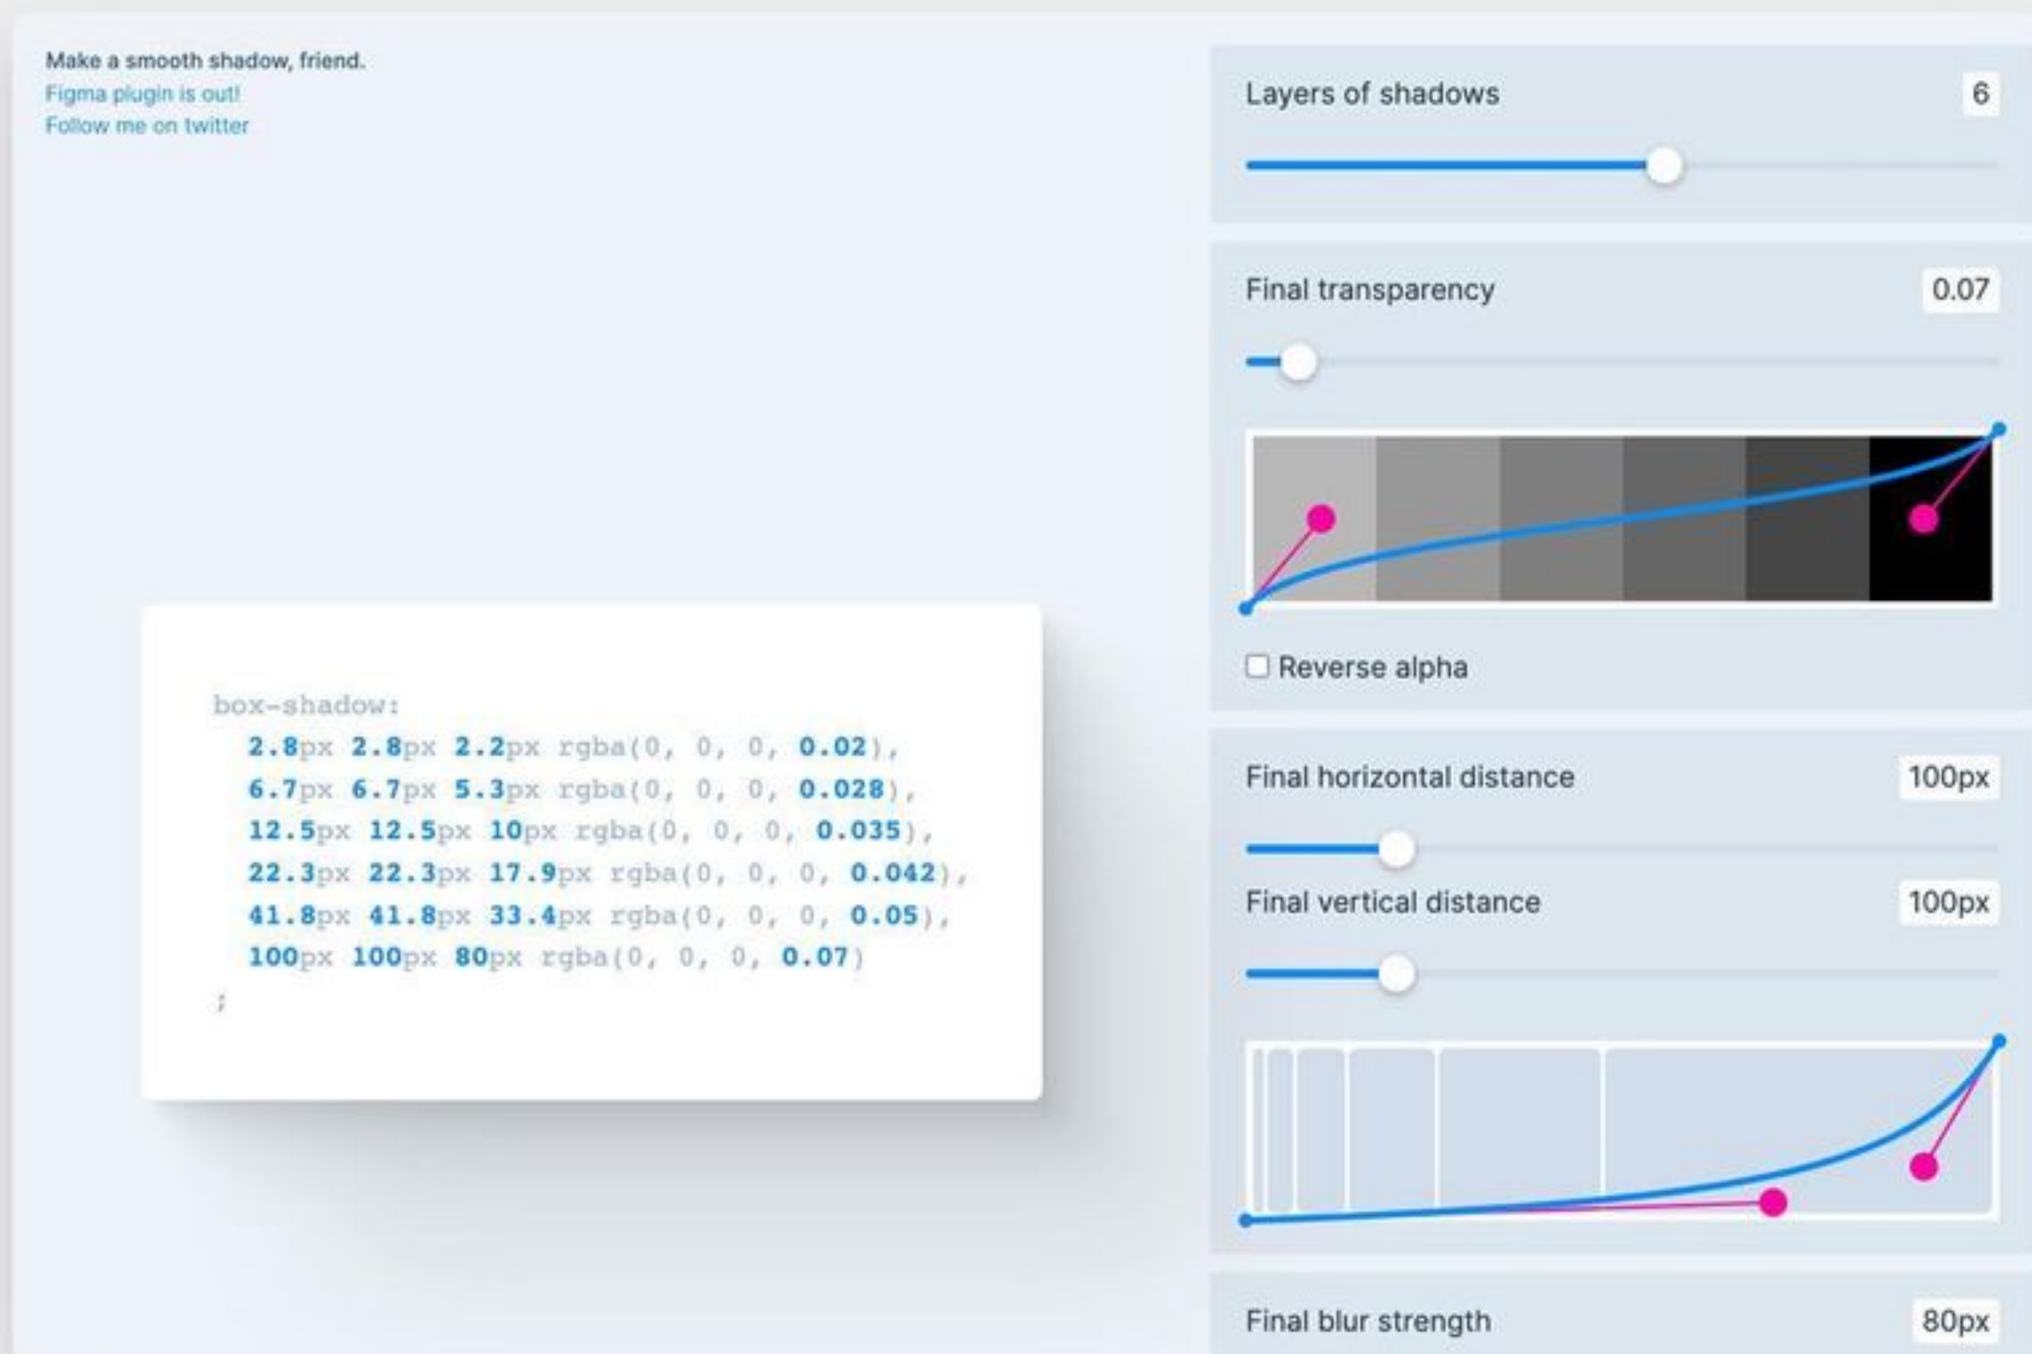 Make a smooth shadow, friend.
Figma plugin is out!
Follow me on twitter
box-shadow:
2.8px 2.8px 2.2px rgba(0, 0, 0, 0.02),
6.7px 6.7px 5.3px rgba(0, 0, 0, 0.028),
12.5px 12.5px 10px rgba(0, 0, 0, 0.035),
22.3px 22.3px 17.9px rgba(0, 0, 0, 0.042),
41.8px 41.8px 33.4px rgba(0, 0, 0, 0.05),
100px 100px 80px rgba(0, 0, 0, 0.07)
;
Layers of shadows 6
Final transparency 0.07
Reverse alpha
Final horizontal distance 100px
Final vertical distance 100px
Final blur strength 80px